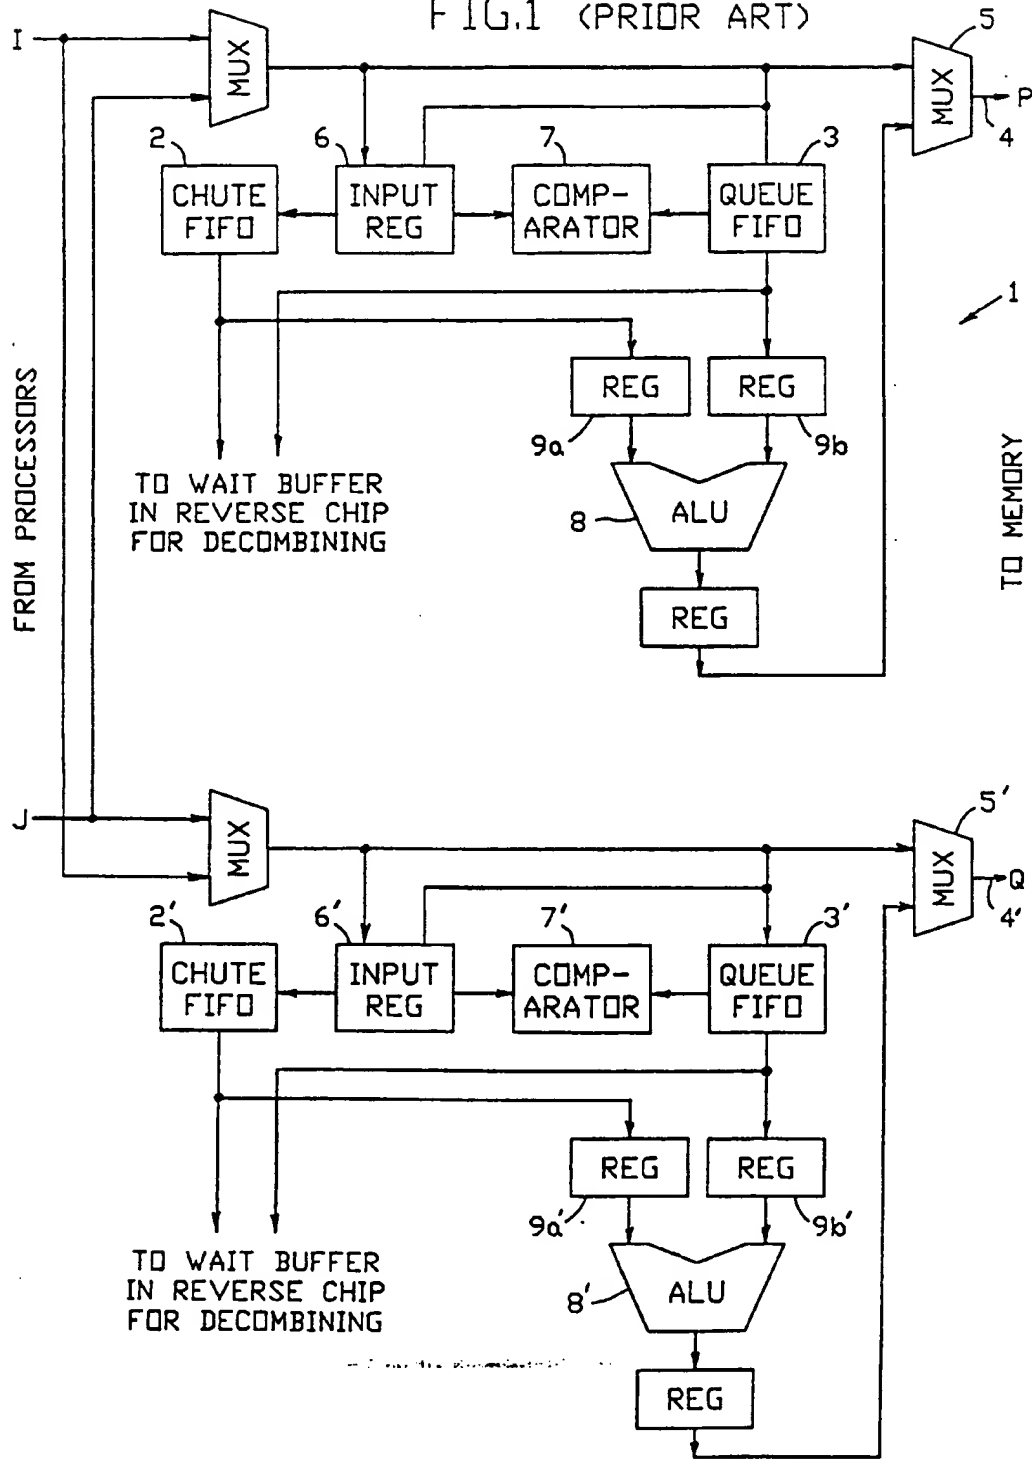 FIG.1 (PRIOR ART)
I
MUX
5
MUX
P
4
2
6
7
3
CHUTE
FIFO
INPUT
REG
COMP-
ARATOR
QUEUE
FIFO
1
FROM PROCESSORS
REG
REG
9a
9b
TO WAIT BUFFER
IN REVERSE CHIP
FOR DECOMBINING
8
ALU
TO MEMORY
REG
J
MUX
5'
MUX
Q
4'
2'
6'
7'
3'
CHUTE
FIFO
INPUT
REG
COMP-
ARATOR
QUEUE
FIFO
REG
REG
9a'
9b'
TO WAIT BUFFER
IN REVERSE CHIP
FOR DECOMBINING
8'
ALU
REG